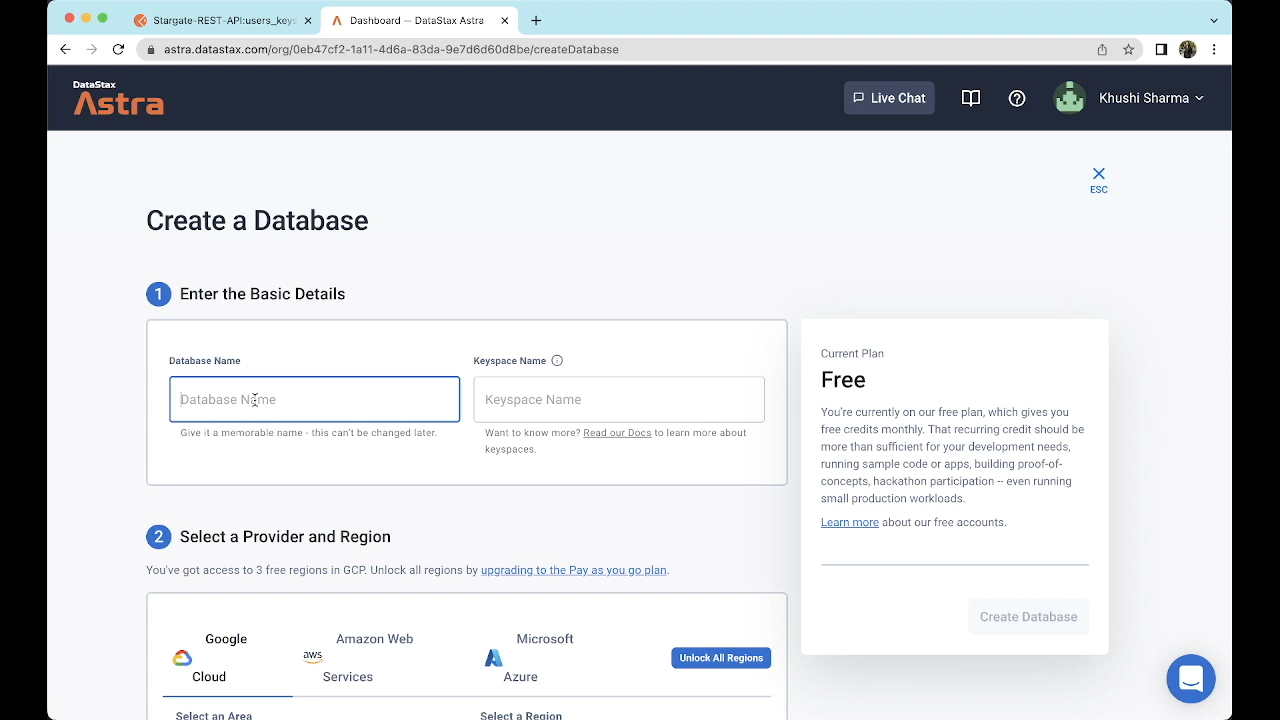 Stargate-REST-API:users_keys
Dashboard — DataStax Astra
astra.datastax.com/org/0eb47cf2-1a11-4d6a-83da-9e7d6d60d8be/createDatabase
DataStax
Astra
Live Chat
Khushi Sharma
ESC
Create a Database
1 Enter the Basic Details
Database Name
Keyspace Name
Database Name
Keyspace Name
Give it a memorable name - this can't be changed later.
Want to know more? Read our Docs to learn more about
keyspaces.
Current Plan
Free
You're currently on our free plan, which gives you
free credits monthly. That recurring credit should be
more than sufficient for your development needs,
running sample code or apps, building proof-of-
concepts, hackathon participation -- even running
small production workloads.
Learn more about our free accounts.
Create Database
2 Select a Provider and Region
You've got access to 3 free regions in GCP. Unlock all regions by upgrading to the Pay as you go plan.
Google
Cloud
aws
Amazon Web
Services
Microsoft
Azure
Unlock All Regions
Select an Area
Select a Region